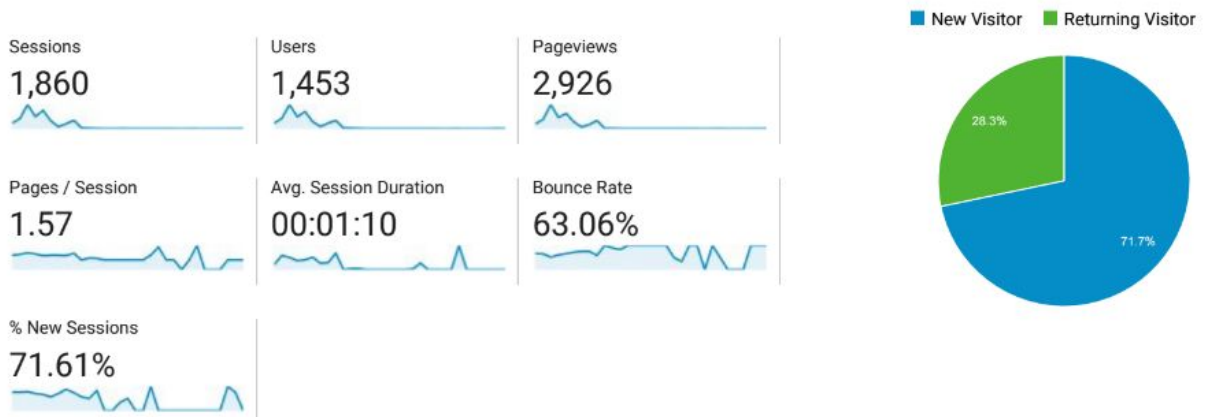 New Visitor Returning Visitor
Sessions
1,860
Users
1,453
Pageviews
2,926
Pages / Session
1.57
Avg. Session Duration
00:01:10
Bounce Rate
63.06%
% New Sessions
71.61%
28.3%
71.7%